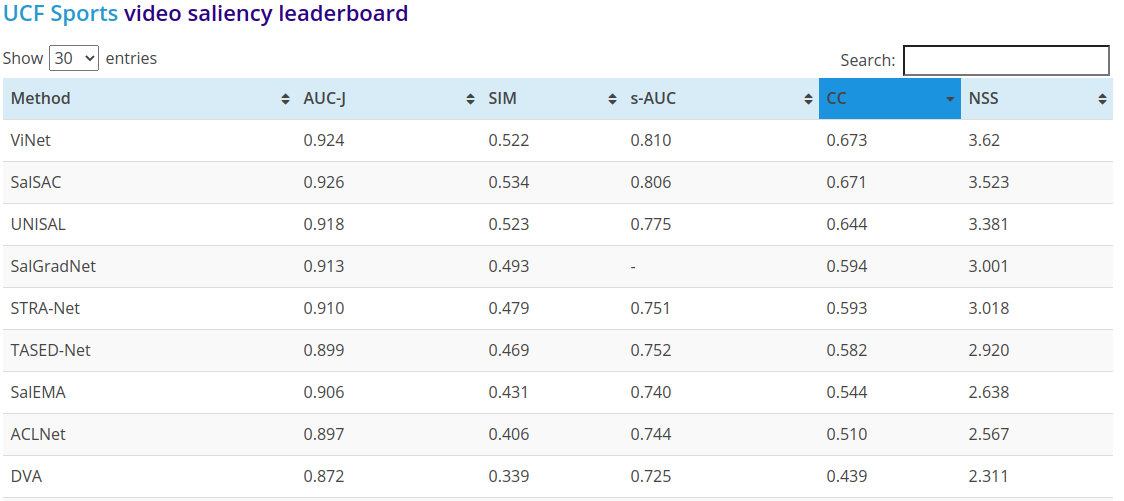 UCF Sports video saliency leaderboard
Show 30 entries Search:
Method AUC-J SIM s-AUC CC NSS
ViNet 0.924 0.522 0.810 0.673 3.62
SalSAC 0.926 0.534 0.806 0.671 3.523
UNISAL 0.918 0.523 0.775 0.644 3.381
SalGradNet 0.913 0.493 - 0.594 3.001
STRA-Net 0.910 0.479 0.751 0.593 3.018
TASED-Net 0.899 0.469 0.752 0.582 2.920
SalEMA 0.906 0.431 0.740 0.544 2.638
ACLNet 0.897 0.406 0.744 0.510 2.567
DVA 0.872 0.339 0.725 0.439 2.311